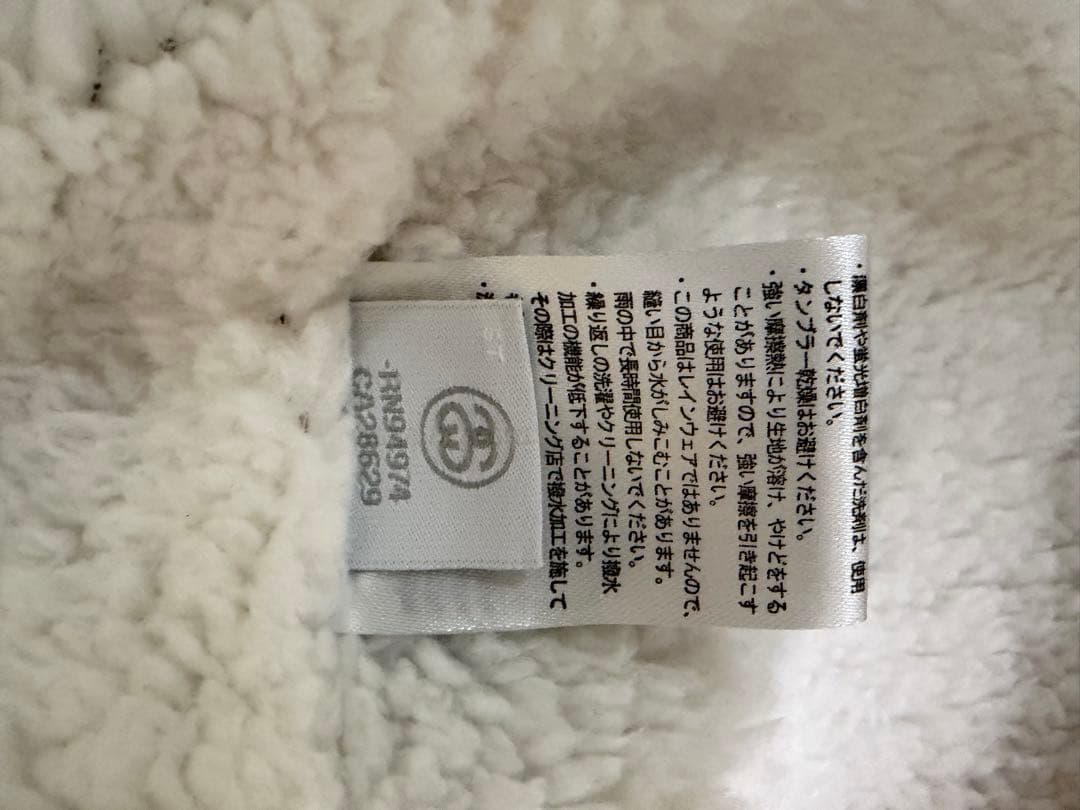 ・漂白剤や蛍光増白剤を含んだ洗剤は、使用
しないでください。
・タンブラー乾燥はお避けください。
・強い摩擦熱により生地が溶け、やけどをする
ことがありますので、強い摩擦を引き起こす
ような使用はお避けください。
・この商品はレインウェアではありませんので、
縫い目から水がしみこむことがあります。
雨の中で長時間使用しないでください。
・繰り返しの洗濯やクリーニングにより撥水
加工の機能が低下することがあります。
その際はクリーニング店で撥水加工を施して
RN94974
CA28629